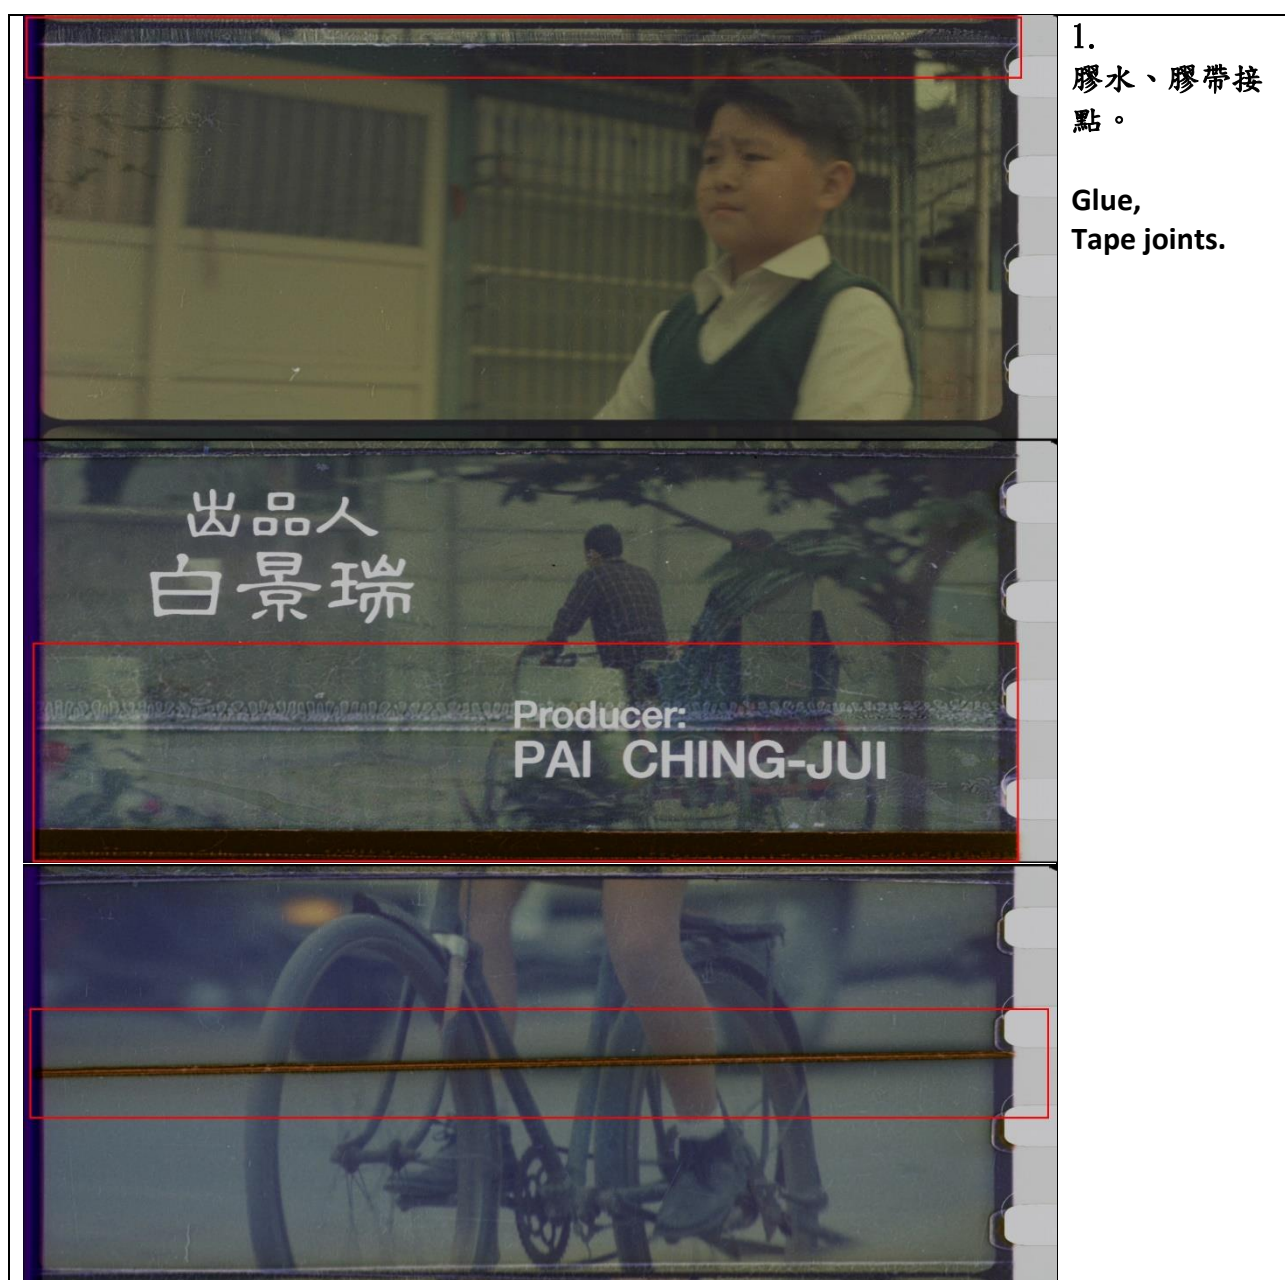 1.
膠水、膠帶接
點。
Glue,
Tape joints.
出品人
白景瑞
Producer:
PAI CHING-JUI